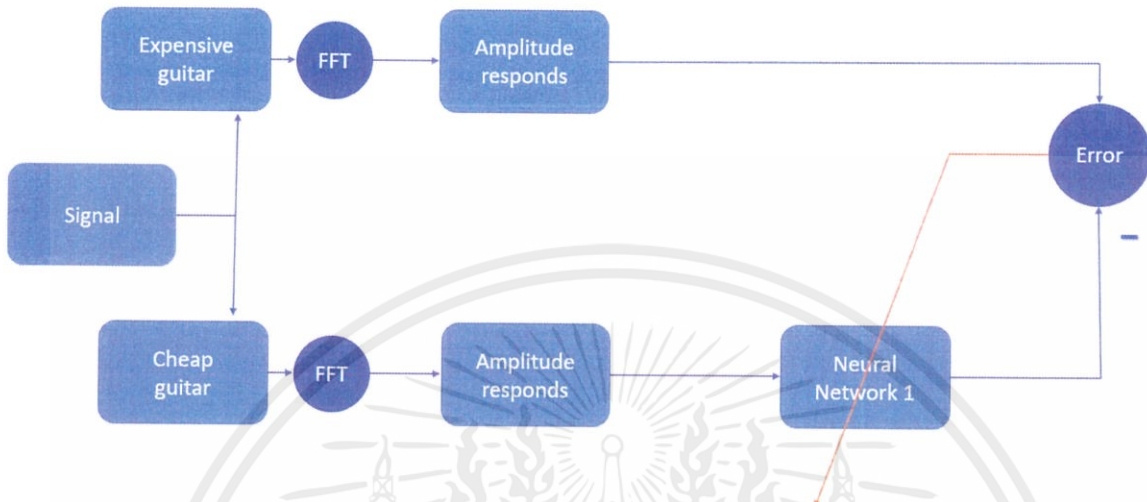 Expensive
guitar
FFT
Amplitude
responds
Error
Signal
–
Cheap
guitar
FFT
Amplitude
responds
Neural
Network 1